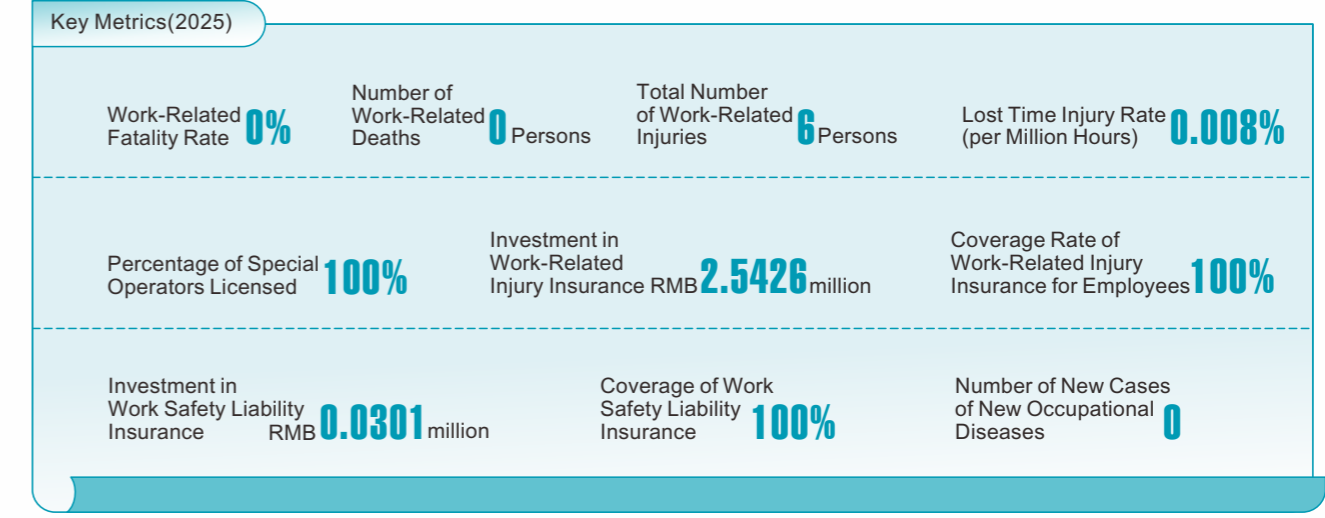 Key Metrics(2025)
Work-Related
Fatality Rate 0%
Number of
Work-Related
Deaths 0 Persons
Total Number
of Work-Related
Injuries 6 Persons
Lost Time Injury Rate
(per Million Hours) 0.008%
Percentage of Special
Operators Licensed 100%
Investment in
Work-Related
Injury Insurance RMB 2.5426 million
Coverage Rate of
Work-Related Injury
Insurance for Employees 100%
Investment in
Work Safety Liability
Insurance RMB 0.0301 million
Coverage of Work
Safety Liability
Insurance 100%
Number of New Cases
of New Occupational
Diseases 0